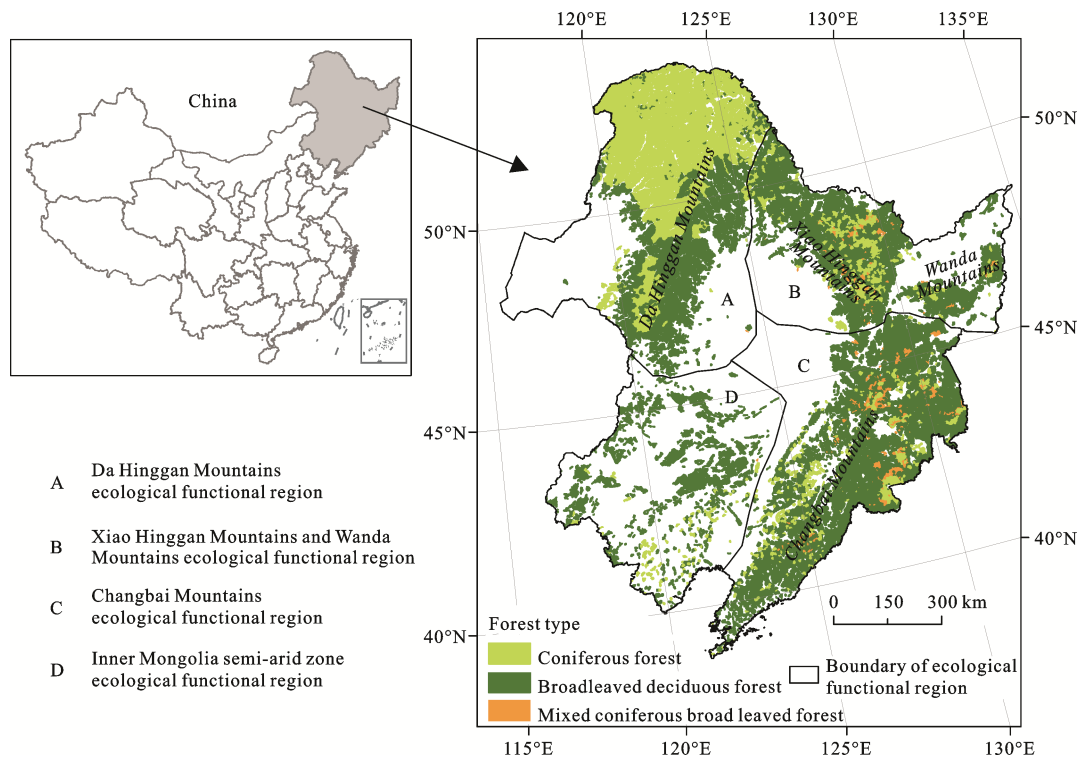 120°E
125°E
130°E
135°E
China
50°N
50°N
Da Hinggan Mountains
Xiao Hinggan
Mountains
Wanda
Mountains
A
B
45°N
C
D
45°N
Changbai Mountains
40°N
40°N
A
Da Hinggan Mountains
ecological functional region
B
Xiao Hinggan Mountains and Wanda
Mountains ecological functional region
C
Changbai Mountains
ecological functional region
D
Inner Mongolia semi-arid zone
ecological functional region
0 150 300 km
Forest type
Coniferous forest
Broadleaved deciduous forest
Mixed coniferous broad leaved forest
Boundary of ecological
functional region
115°E
120°E
125°E
130°E